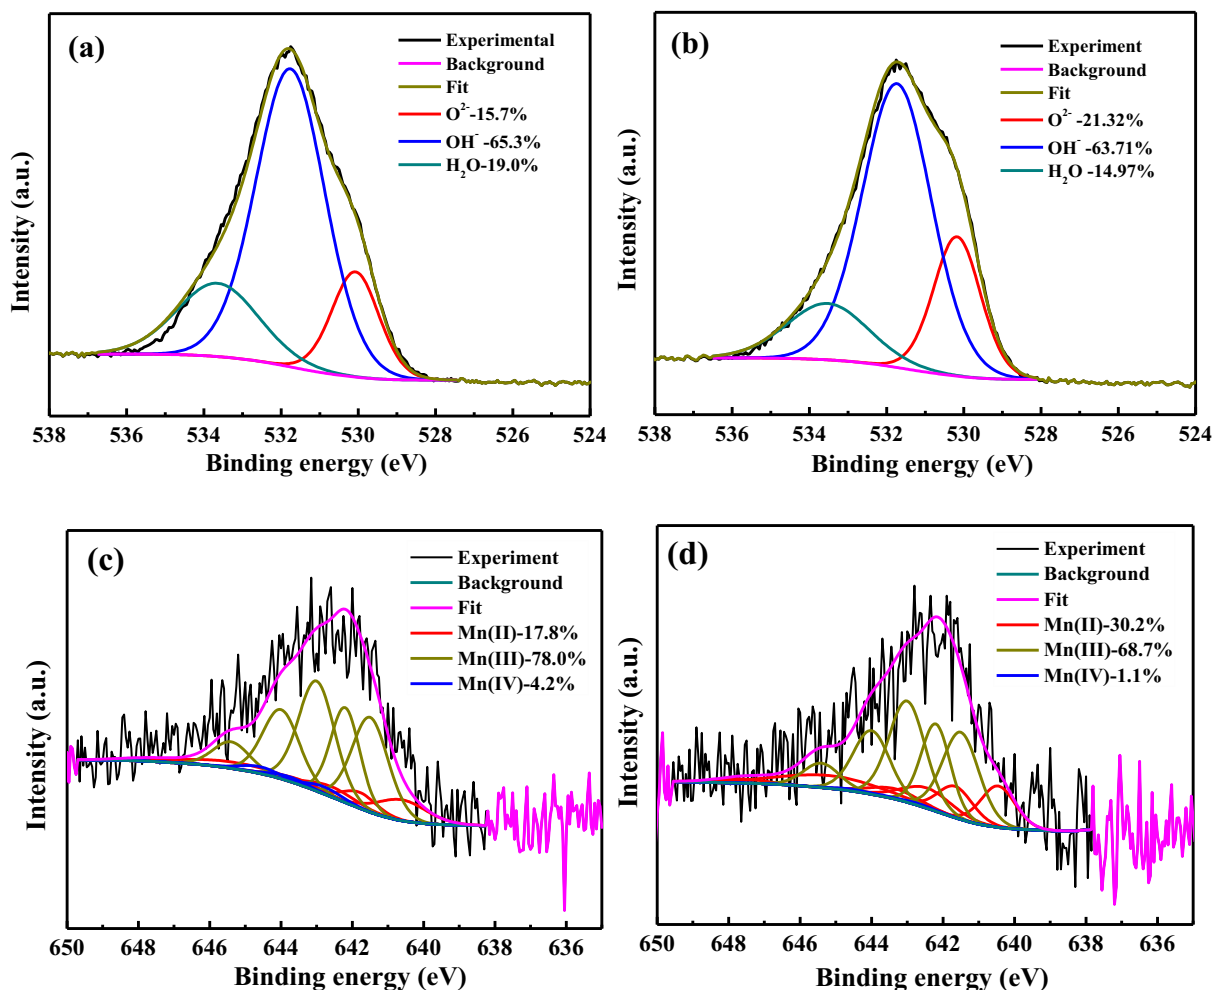 (a)
Experimental
Background
Fit
O²⁻-15.7%
OH⁻ -65.3%
H₂O-19.0%
Intensity (a.u.)
538 536 534 532 530 528 526 524
Binding energy (eV)
(b)
Experiment
Background
Fit
O²⁻ -21.32%
OH⁻ -63.71%
H₂O -14.97%
Intensity (a.u.)
538 536 534 532 530 528 526 524
Binding energy (eV)
(c)
Experiment
Background
Fit
Mn(II)-17.8%
Mn(III)-78.0%
Mn(IV)-4.2%
Intensity (a.u.)
650 648 646 644 642 640 638 636
Binding energy (eV)
(d)
Experiment
Background
Fit
Mn(II)-30.2%
Mn(III)-68.7%
Mn(IV)-1.1%
Intensity (a.u.)
650 648 646 644 642 640 638 636
Binding energy (eV)